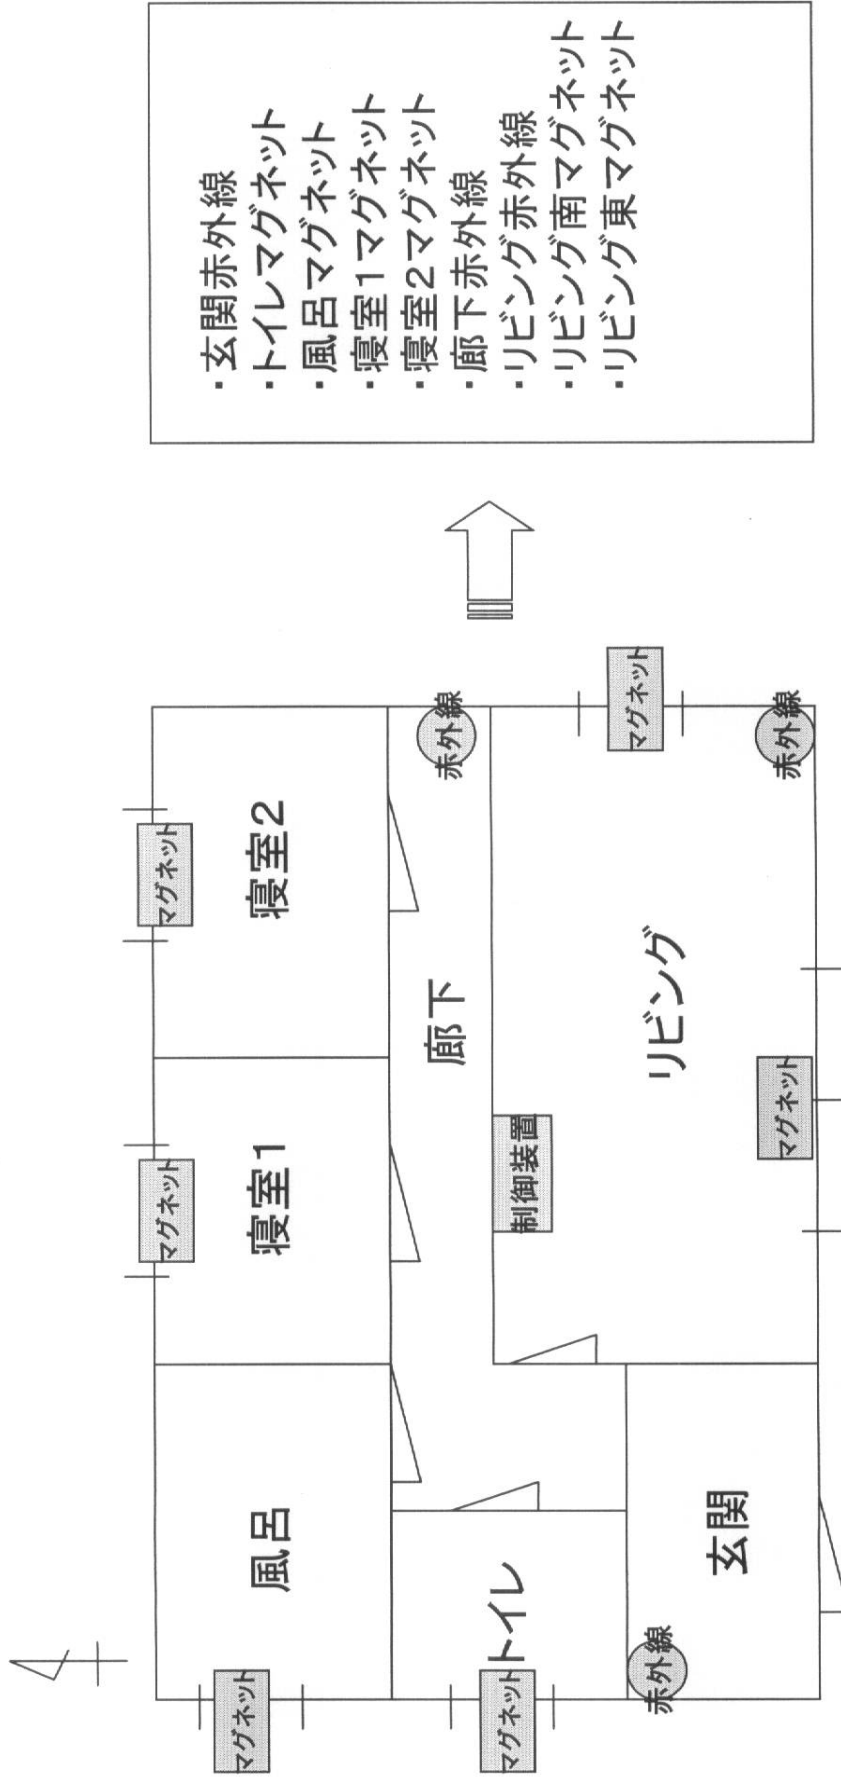 風呂
寝室1
寝室2
トイレ
廊下
玄関
リビング
制御装置
マグネット
マグネット
マグネット
マグネット
マグネット
マグネット
赤外線
赤外線
赤外線
・玄関赤外線
・トイレマグネット
・風呂マグネット
・寝室1マグネット
・寝室2マグネット
・廊下赤外線
・リビング赤外線
・リビング南マグネット
・リビング東マグネット